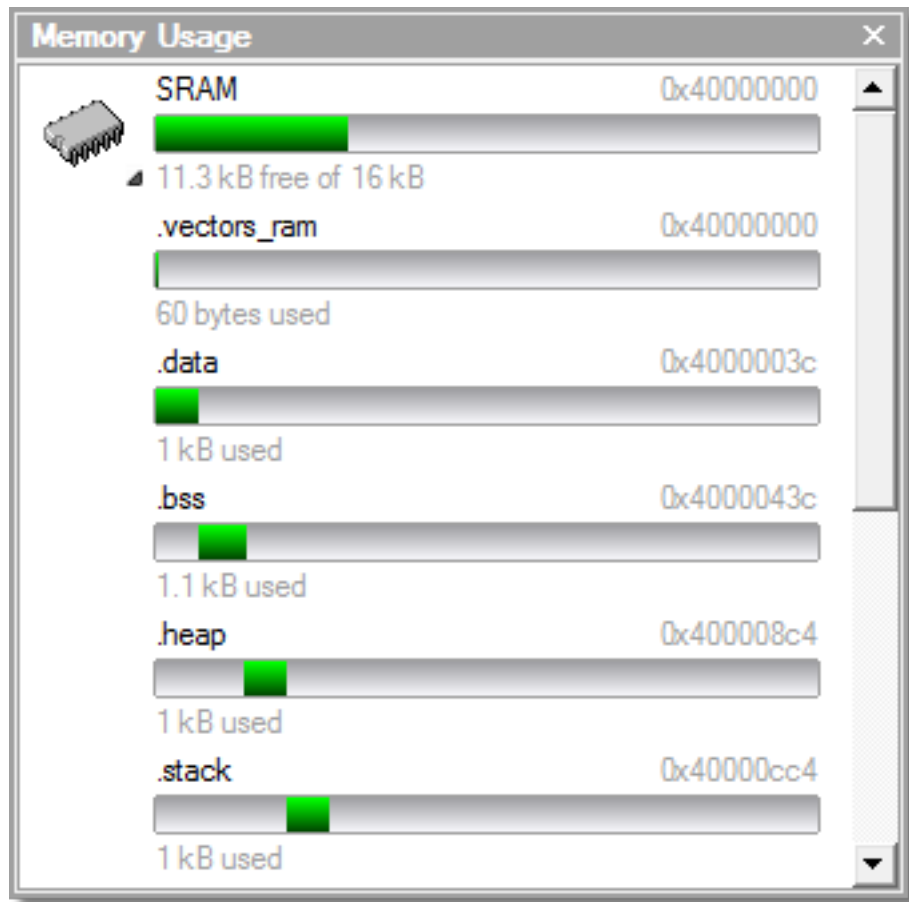 Memory Usage
SRAM 0x40000000
11.3 kB free of 16 kB
.vectors_ram 0x40000000
60 bytes used
.data 0x4000003c
1 kB used
.bss 0x4000043c
1.1 kB used
.heap 0x400008c4
1 kB used
.stack 0x40000cc4
1 kB used